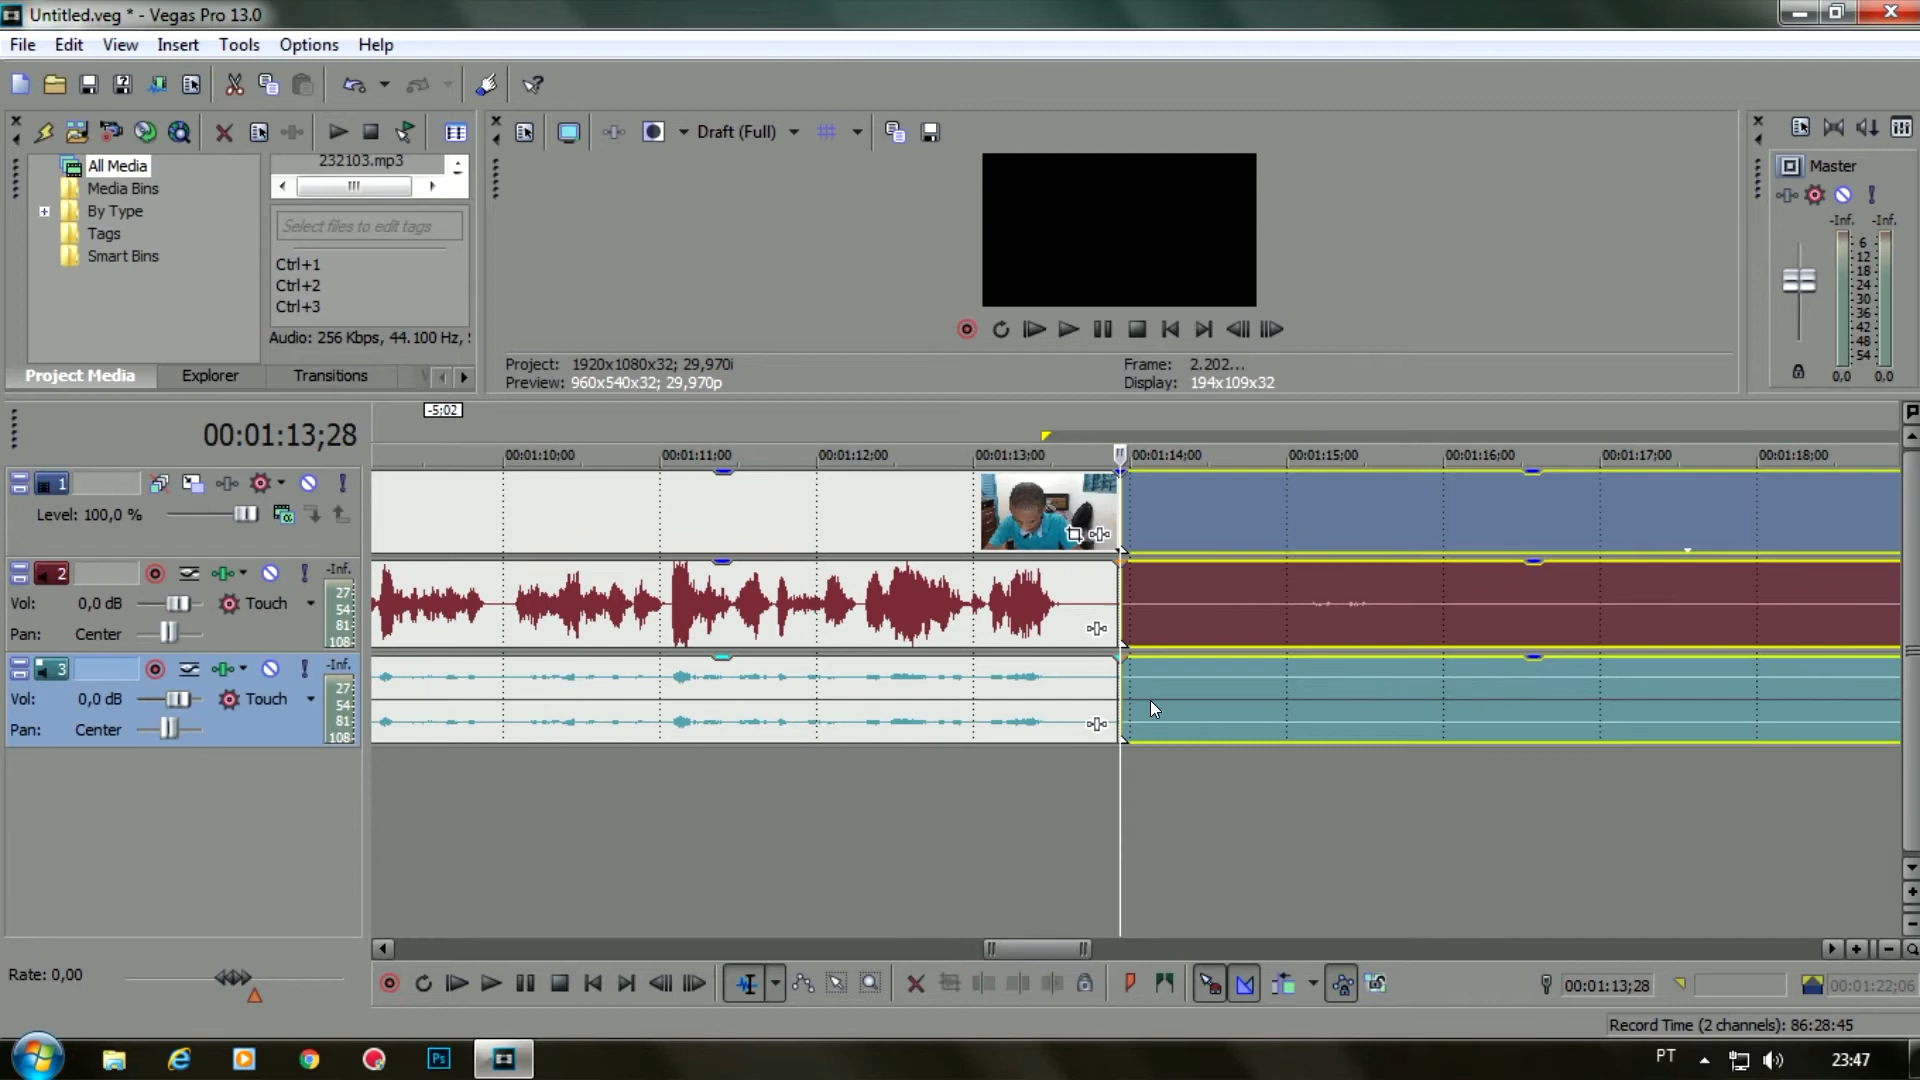 Untitled.veg * - Vegas Pro 13.0
File Edit View Insert Tools Options Help
Draft (Full)
All Media
Media Bins
By Type
Tags
Smart Bins
232103.mp3
Select files to edit tags
Ctrl+1
Ctrl+2
Ctrl+3
Audio: 256 Kbps, 44.100 Hz,
Project Media Explorer Transitions
Project: 1920x1080x32; 29,970i
Preview: 960x540x32; 29,970p
Frame: 2.202...
Display: 194x109x32
Master
-Inf. -Inf.
6
12
18
24
30
36
42
48
54
0,0 0,0
-5;02
00:01:13;28
00:01:10;00 00:01:11;00 00:01:12;00 00:01:13;00 00:01:14;00 00:01:15;00 00:01:16;00 00:01:17;00 00:01:18;00
1
Level: 100,0 %
2
-Inf.
Vol: 0,0 dB Touch
Pan: Center
27
54
81
108
3
-Inf.
Vol: 0,0 dB Touch
Pan: Center
27
54
81
108
Rate: 0,00
00:01:13;28
00:01:22;06
Record Time (2 channels): 86:28:45
Ps
PT
23:47